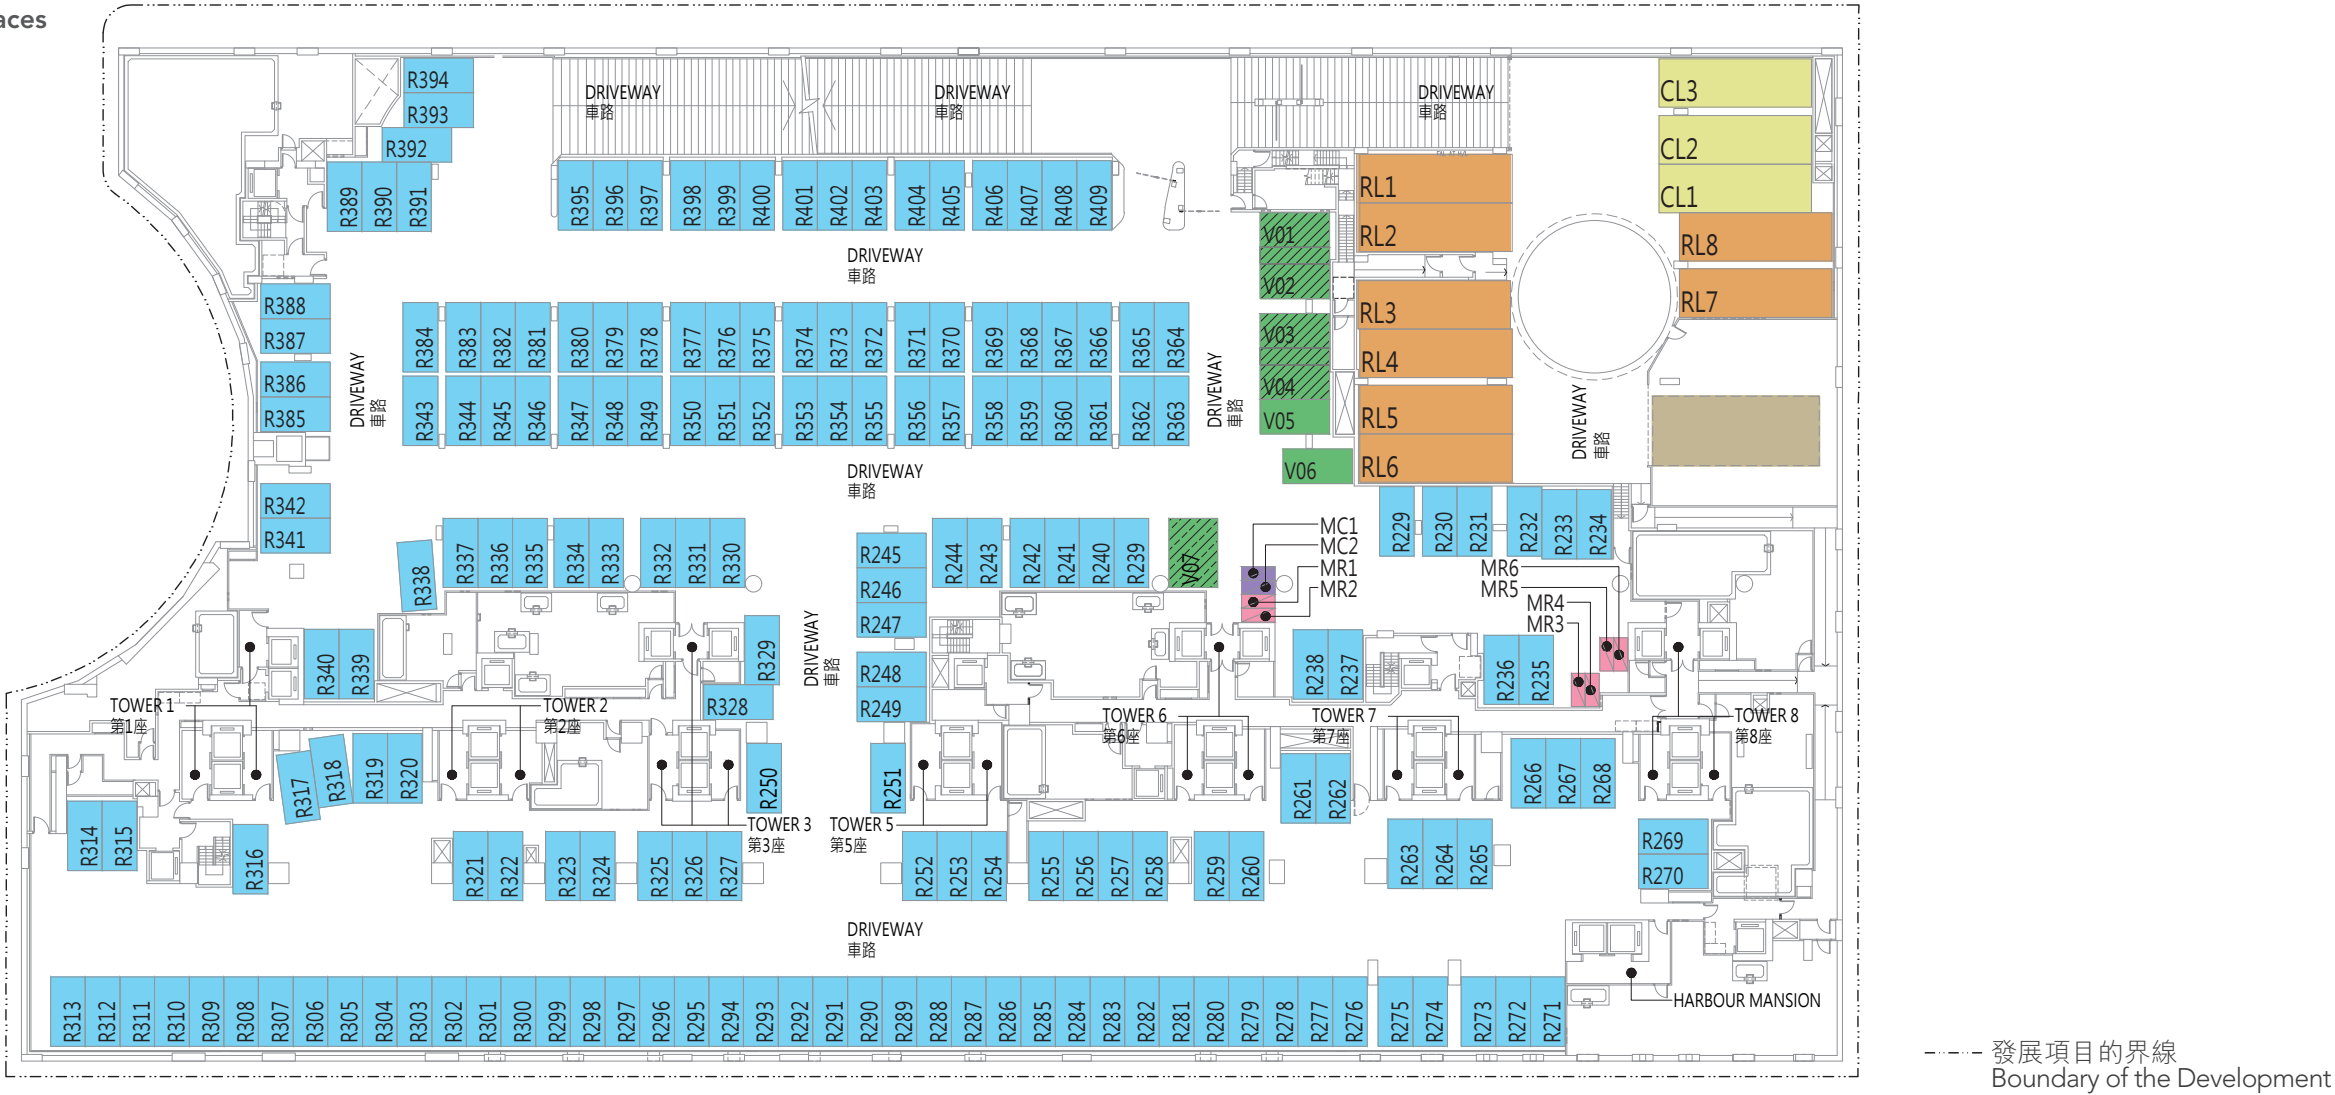 aces
R394
R393
R392
R389 R390 R391
DRIVEWAY
車路
DRIVEWAY
車路
DRIVEWAY
車路
CL3
CL2
CL1
R395 R396 R397 R398 R399 R400 R401 R402 R403 R404 R405 R406 R407 R408 R409
RL1
RL2
V01
V02
RL8
RL7
DRIVEWAY
車路
R388
R387
R386
R385
R384 R383 R382 R381 R380 R379 R378 R377 R376 R375 R374 R373 R372 R371 R370 R369 R368 R367 R366 R365 R364
RL3
RL4
V03
V04
V05
V06
DRIVEWAY
車路
DRIVEWAY
車路
DRIVEWAY
車路
R343 R344 R345 R346 R347 R348 R349 R350 R351 R352 R353 R354 R355 R356 R357 R358 R359 R360 R361 R362 R363
RL5
RL6
DRIVEWAY
車路
R342
R341
R338 R337 R336 R335 R334 R333 R332 R331 R330
R245
R246
R247
R248
R249
R244 R243 R242 R241 R240 R239 V07
MC1
MC2
MR1
MR2
R229 R230 R231 R232 R233 R234
MR6
MR5
MR4
MR3
R340 R339
R329
R328
DRIVEWAY
車路
R238 R237
R236 R235
TOWER 1
第1座
TOWER 2
第2座
TOWER 6
第6座
TOWER 7
第7座
TOWER 8
第8座
R317 R318 R319 R320
R250
R251
R261 R262
R266 R267 R268
TOWER 3
第3座
TOWER 5
第5座
R314 R315 R316
R321 R322 R323 R324 R325 R326 R327
R252 R253 R254 R255 R256 R257 R258 R259 R260
R263 R264 R265
R269
R270
DRIVEWAY
車路
R313 R312 R311 R310 R309 R308 R307 R306 R305 R304 R303 R302 R301 R300 R299 R298 R297 R296 R295 R294 R293 R292 R291 R290 R289 R288 R287 R286 R285 R284 R283 R282 R281 R280 R279 R278 R277 R276 R275 R274 R273 R272 R271
HARBOUR MANSION
發展項目的界線
Boundary of the Development